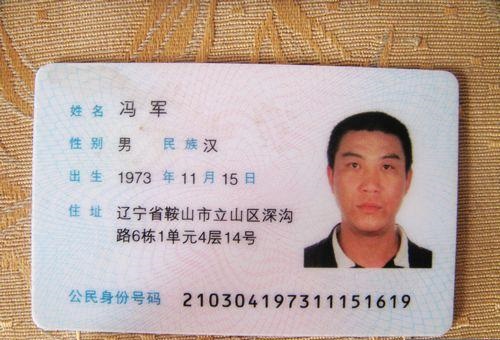 姓名 冯军
性别 男 民族 汉
出生 1973 年 11 月 15 日
住址 辽宁省鞍山市立山区深沟
路6栋1单元4层14号
公民身份号码 210304197311151619